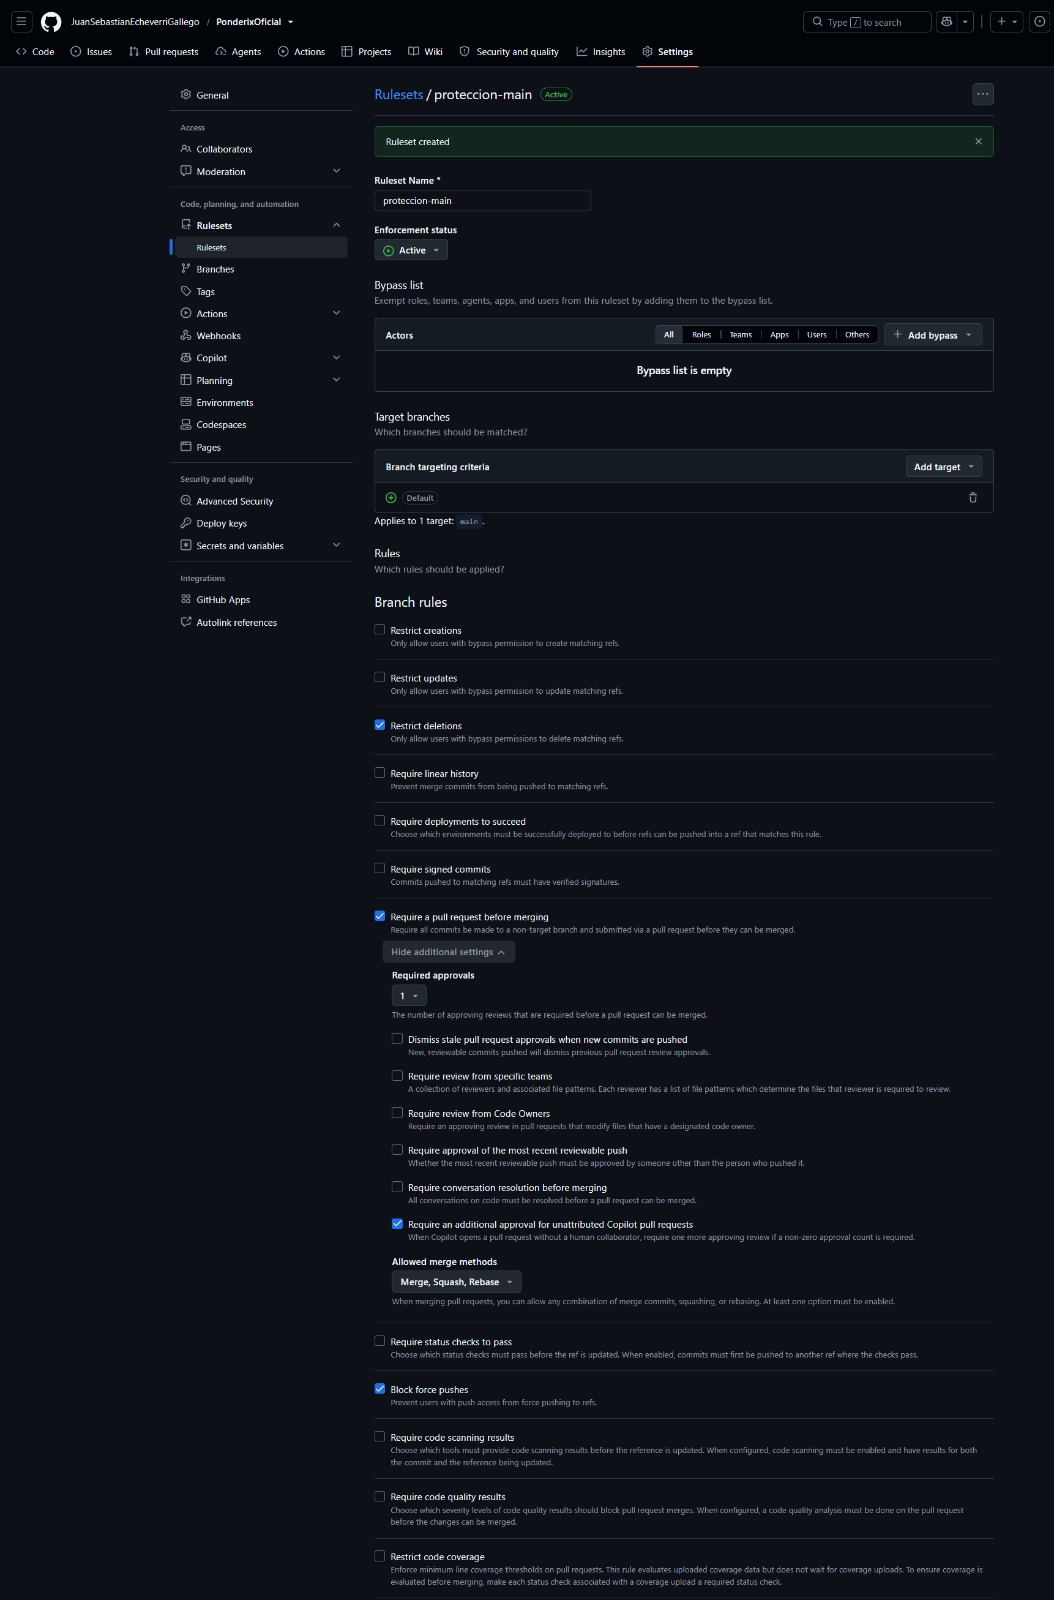 JuanSebastianEcheverriGallego / PonderixOficial
Type / to search
Code
Issues
Pull requests
Agents
Actions
Projects
Wiki
Security and quality
Insights
Settings
General
Access
Collaborators
Moderation
Code, planning, and automation
Rulesets
Rulesets
Branches
Tags
Actions
Webhooks
Copilot
Planning
Environments
Codespaces
Pages
Security and quality
Advanced Security
Deploy keys
Secrets and variables
Integrations
GitHub Apps
Autolink references
Rulesets / proteccion-main Active
Ruleset created
Ruleset Name *
proteccion-main
Enforcement status
Active
Bypass list
Exempt roles, teams, agents, apps, and users from this ruleset by adding them to the bypass list.
Actors All Roles Teams Apps Users Others + Add bypass
Bypass list is empty
Target branches
Which branches should be matched?
Branch targeting criteria Add target
Default
Applies to 1 target: main.
Rules
Which rules should be applied?
Branch rules
Restrict creations
Only allow users with bypass permission to create matching refs.
Restrict updates
Only allow users with bypass permission to update matching refs.
Restrict deletions
Only allow users with bypass permissions to delete matching refs.
Require linear history
Prevent merge commits from being pushed to matching refs.
Require deployments to succeed
Choose which environments must be successfully deployed to before refs can be pushed into a ref that matches this rule.
Require signed commits
Commits pushed to matching refs must have verified signatures.
Require a pull request before merging
Require all commits be made to a non-target branch and submitted via a pull request before they can be merged.
Hide additional settings
Required approvals
1
The number of approving reviews that are required before a pull request can be merged.
Dismiss stale pull request approvals when new commits are pushed
New, reviewable commits pushed will dismiss previous pull request review approvals.
Require review from specific teams
A collection of reviewers and associated file patterns. Each reviewer has a list of file patterns which determine the files that reviewer is required to review.
Require review from Code Owners
Require an approving review in pull requests that modify files that have a designated code owner.
Require approval of the most recent reviewable push
Whether the most recent reviewable push must be approved by someone other than the person who pushed it.
Require conversation resolution before merging
All conversations on code must be resolved before a pull request can be merged.
Require an additional approval for unattributed Copilot pull requests
When Copilot opens a pull request without a human collaborator, require one more approving review if a non-zero approval count is required.
Allowed merge methods
Merge, Squash, Rebase
When merging pull requests, you can allow any combination of merge commits, squashing, or rebasing. At least one option must be enabled.
Require status checks to pass
Choose which status checks must pass before the ref is updated. When enabled, commits must first be pushed to another ref where the checks pass.
Block force pushes
Prevent users with push access from force pushing to refs.
Require code scanning results
Choose which tools must provide code scanning results before the reference is updated. When configured, code scanning must be enabled and have results for both
the commit and the reference being updated.
Require code quality results
Choose which severity levels of code quality results should block pull request merges. When configured, a code quality analysis must be done on the pull request
before the changes can be merged.
Restrict code coverage
Enforce minimum line coverage thresholds on pull requests. This rule evaluates uploaded coverage data but does not wait for coverage uploads. To ensure coverage is
evaluated before merging, make each status check associated with a coverage upload a required status check.